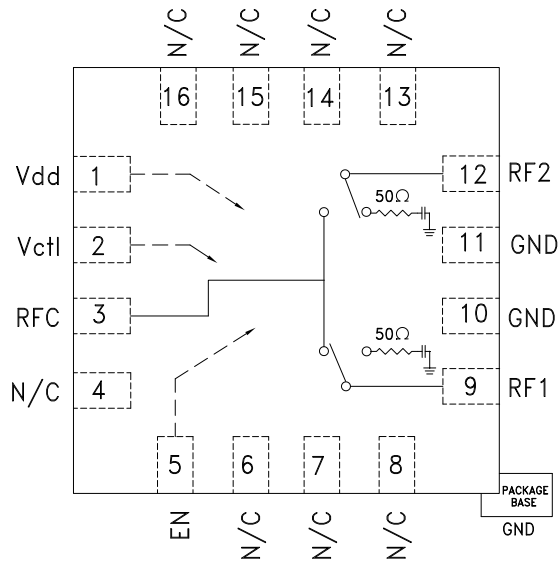 N/C N/C N/C N/C
16 15 14 13
Vdd 1
12 RF2
50Ω
Vctl 2
11 GND
RFC 3
10 GND
50Ω
N/C 4
9 RF1
5 6 7 8
EN N/C N/C N/C
PACKAGE
BASE
GND